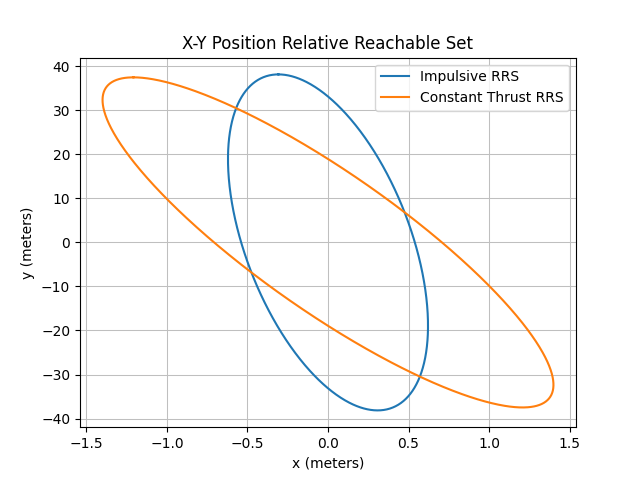 X-Y Position Relative Reachable Set
Impulsive RRS
Constant Thrust RRS
y (meters)
40
30
20
10
0
−10
−20
−30
−40
−1.5 −1.0 −0.5 0.0 0.5 1.0 1.5
x (meters)